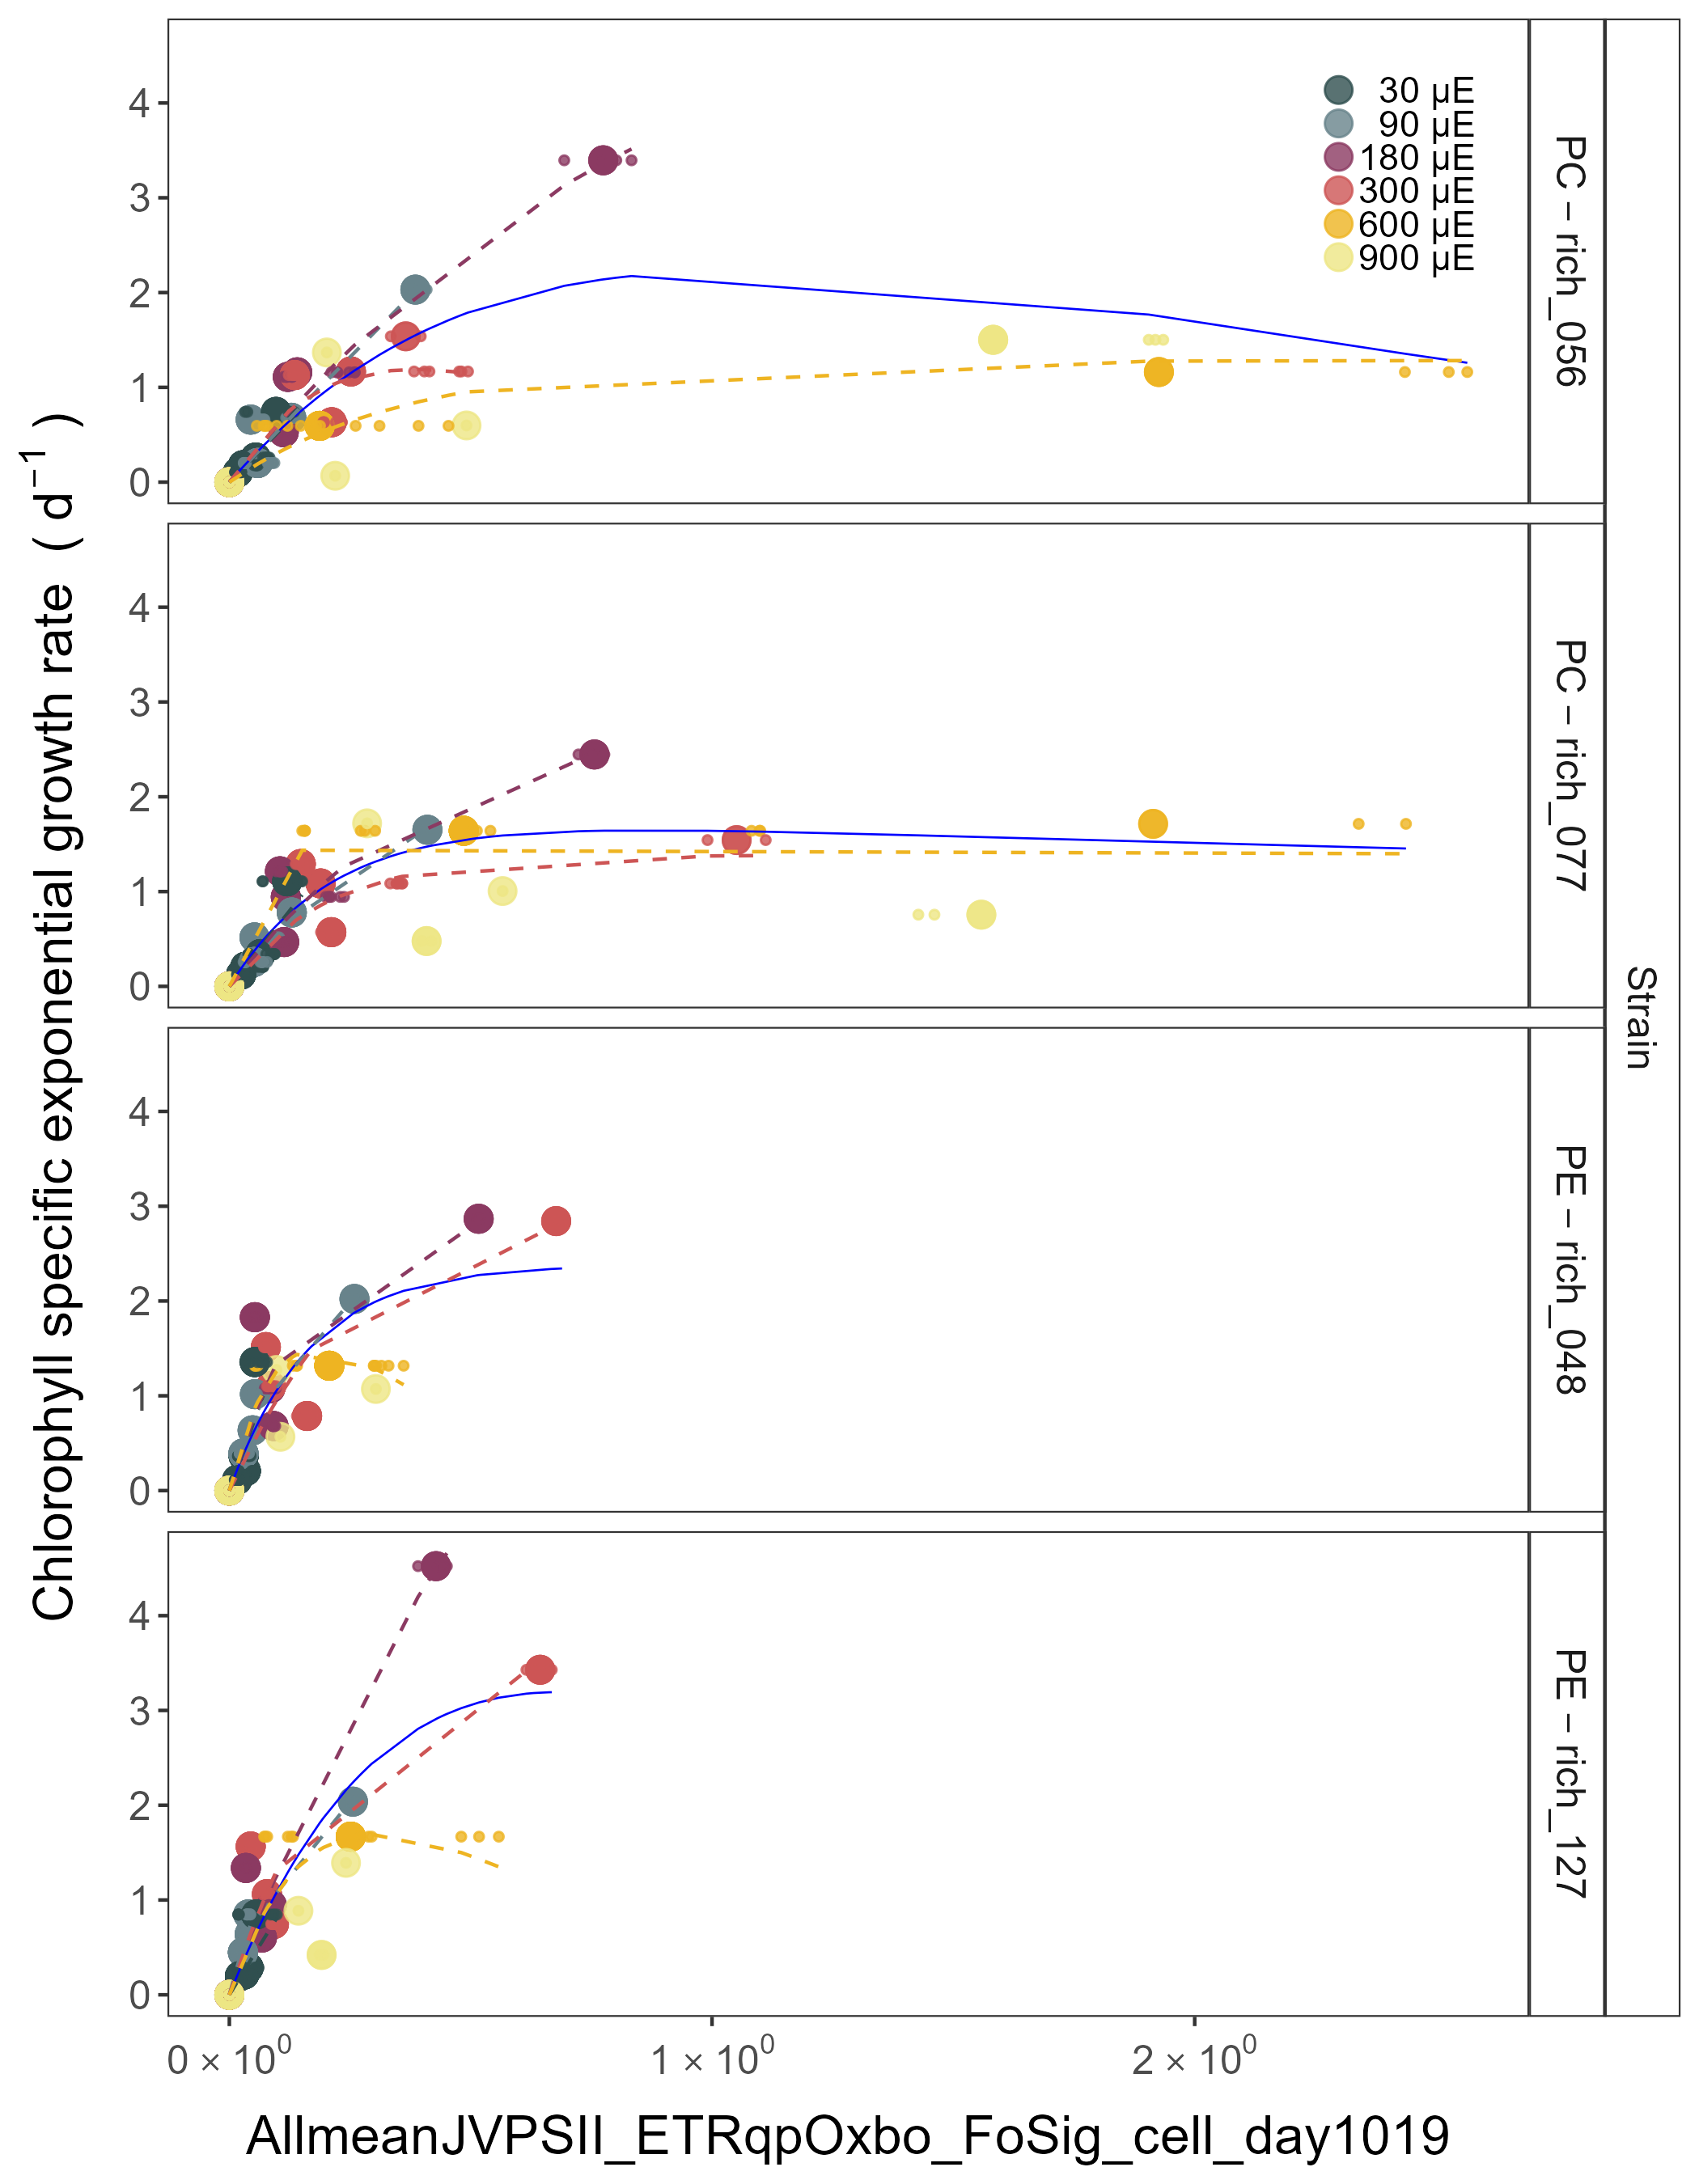 Chlorophyll specific exponential growth rate ( d⁻¹ )
4
3
2
1
0
30 µE
90 µE
180 µE
300 µE
600 µE
900 µE
PC − rich_056
4
3
2
1
0
PC − rich_077
4
3
2
1
0
PE − rich_048
4
3
2
1
0
PE − rich_127
Strain
0 × 10⁰
1 × 10⁰
2 × 10⁰
AllmeanJVPSII_ETRqpOxbo_FoSig_cell_day1019